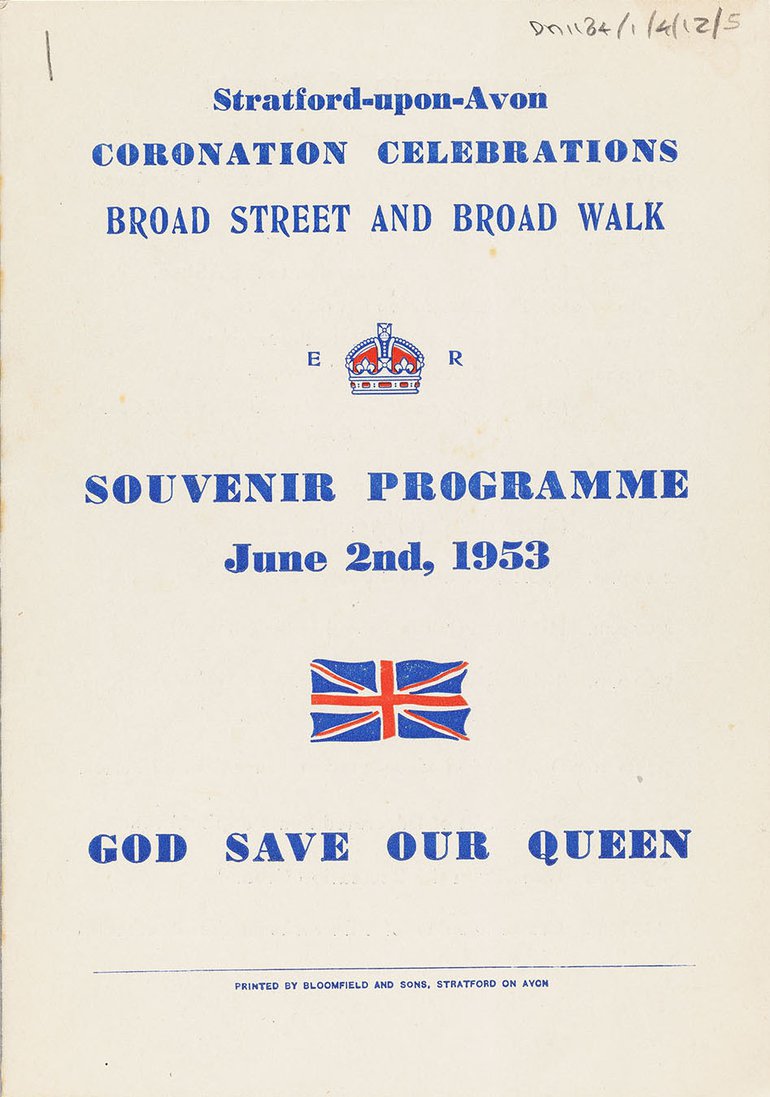 DR1134/1/4/12/5
Stratford-upon-Avon
CORONATION CELEBRATIONS
BROAD STREET AND BROAD WALK
E R
SOUVENIR PROGRAMME
June 2nd, 1953
GOD SAVE OUR QUEEN
PRINTED BY BLOOMFIELD AND SONS, STRATFORD ON AVON